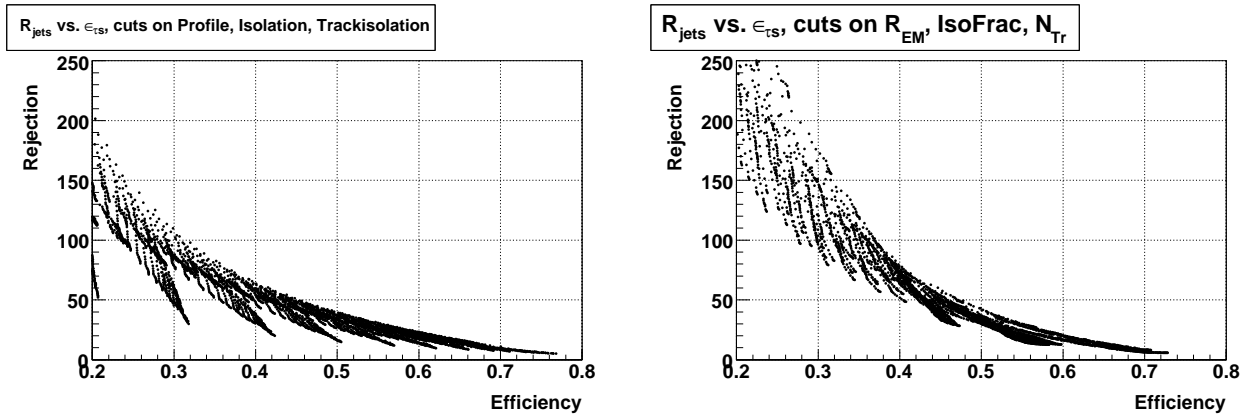 R_jets vs. ∈_τs, cuts on Profile, Isolation, Trackisolation
Rejection
250
200
150
100
50
0
0.2 0.3 0.4 0.5 0.6 0.7 0.8
Efficiency
R_jets vs. ∈_τs, cuts on R_EM, IsoFrac, N_Tr
Rejection
250
200
150
100
50
0
0.2 0.3 0.4 0.5 0.6 0.7 0.8
Efficiency